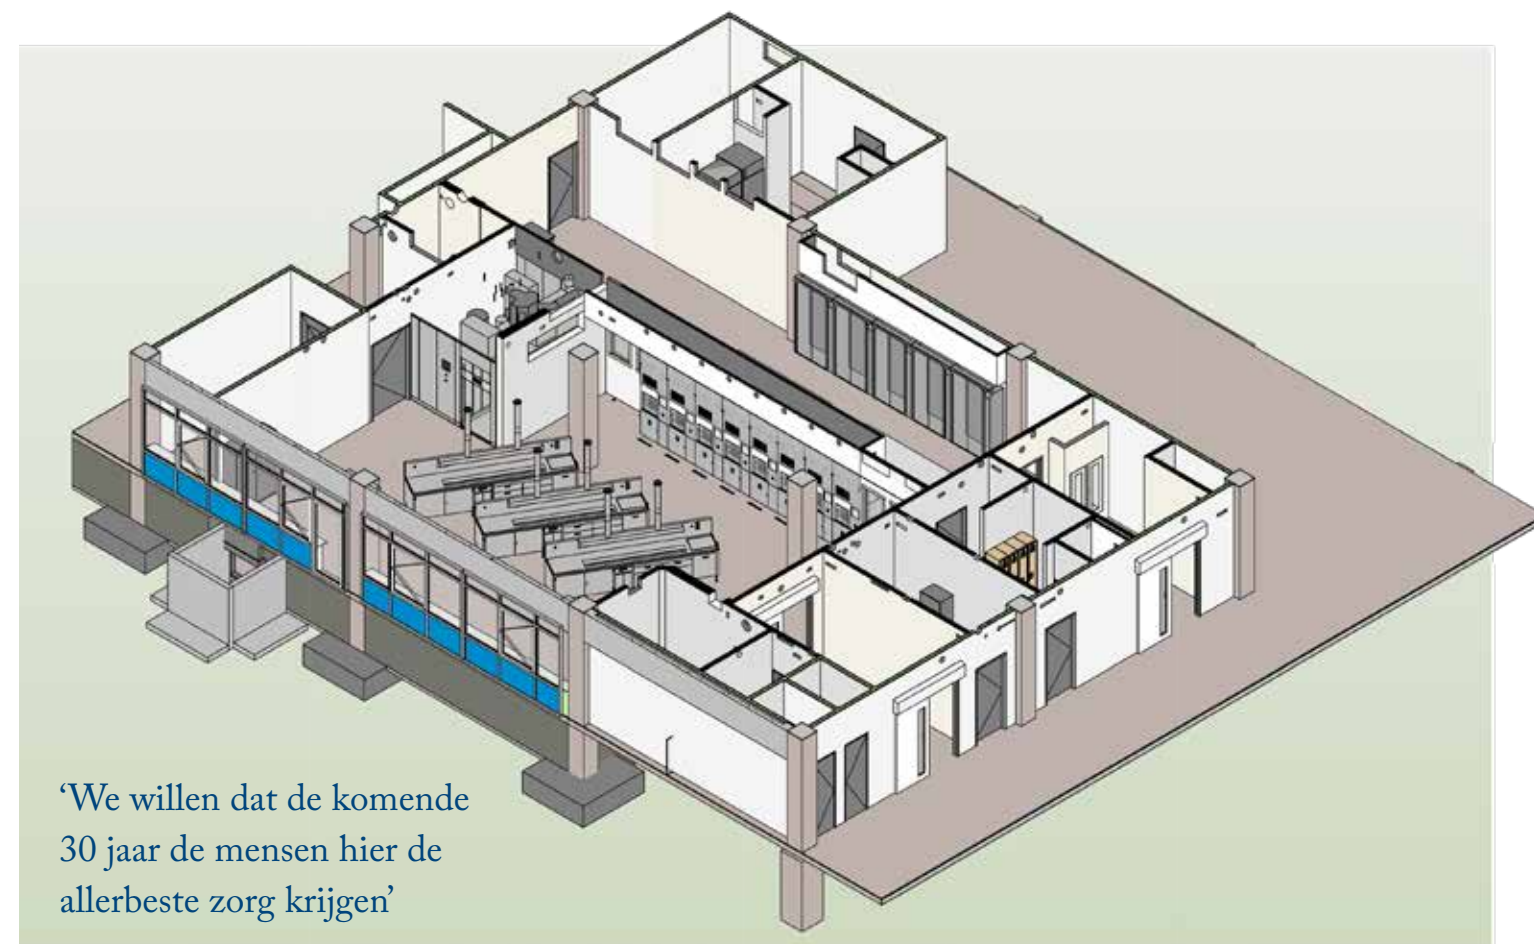 ‘We willen dat de komende
30 jaar de mensen hier de
allerbeste zorg krijgen’